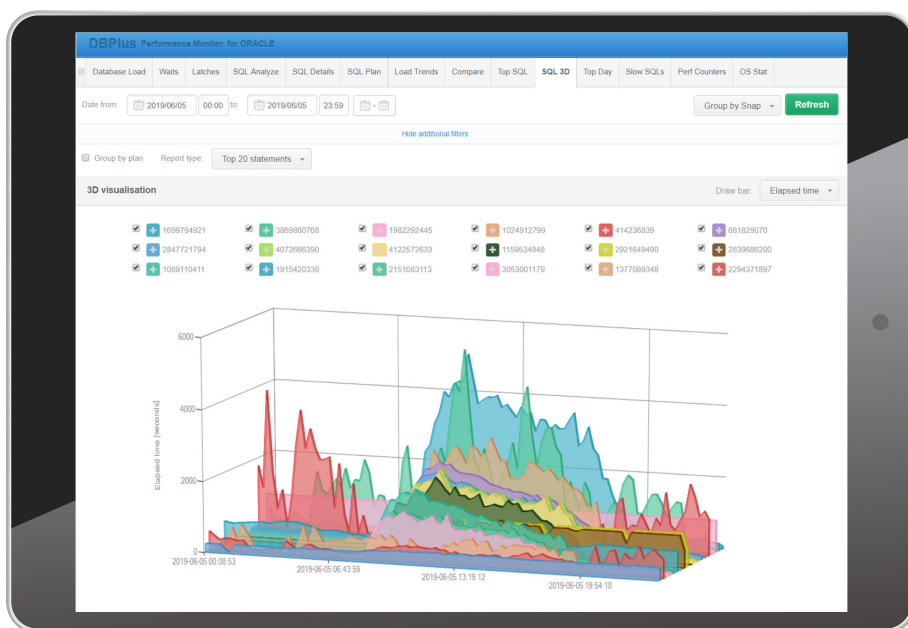 DBPlus Performance Monitor for ORACLE
Database Load Waits Latches SQL Analyze SQL Details SQL Plan Load Trends Compare Top SQL SQL 3D Top Day Slow SQLs Perf Counters OS Stat
Date from: 2019/06/05 00:00 to: 2019/06/05 23:59 - Group by Snap Refresh
Hide additional filters
Group by plan Report type: Top 20 statements
3D visualisation Draw bar: Elapsed time
1699794921 3869860768 1982292445 1024912799 414236839 681829070
2847721794 4072666390 4122572633 1159534948 2921649490 2839686200
1089110411 1915420338 2151083113 3053001179 1377089348 2294371897
6000
4000
2000
0
Elapsed time [seconds]
2019-06-05 00:08:53
2019-06-05 06:43:59
2019-06-05 13:19:12
2019-06-05 19:54:18